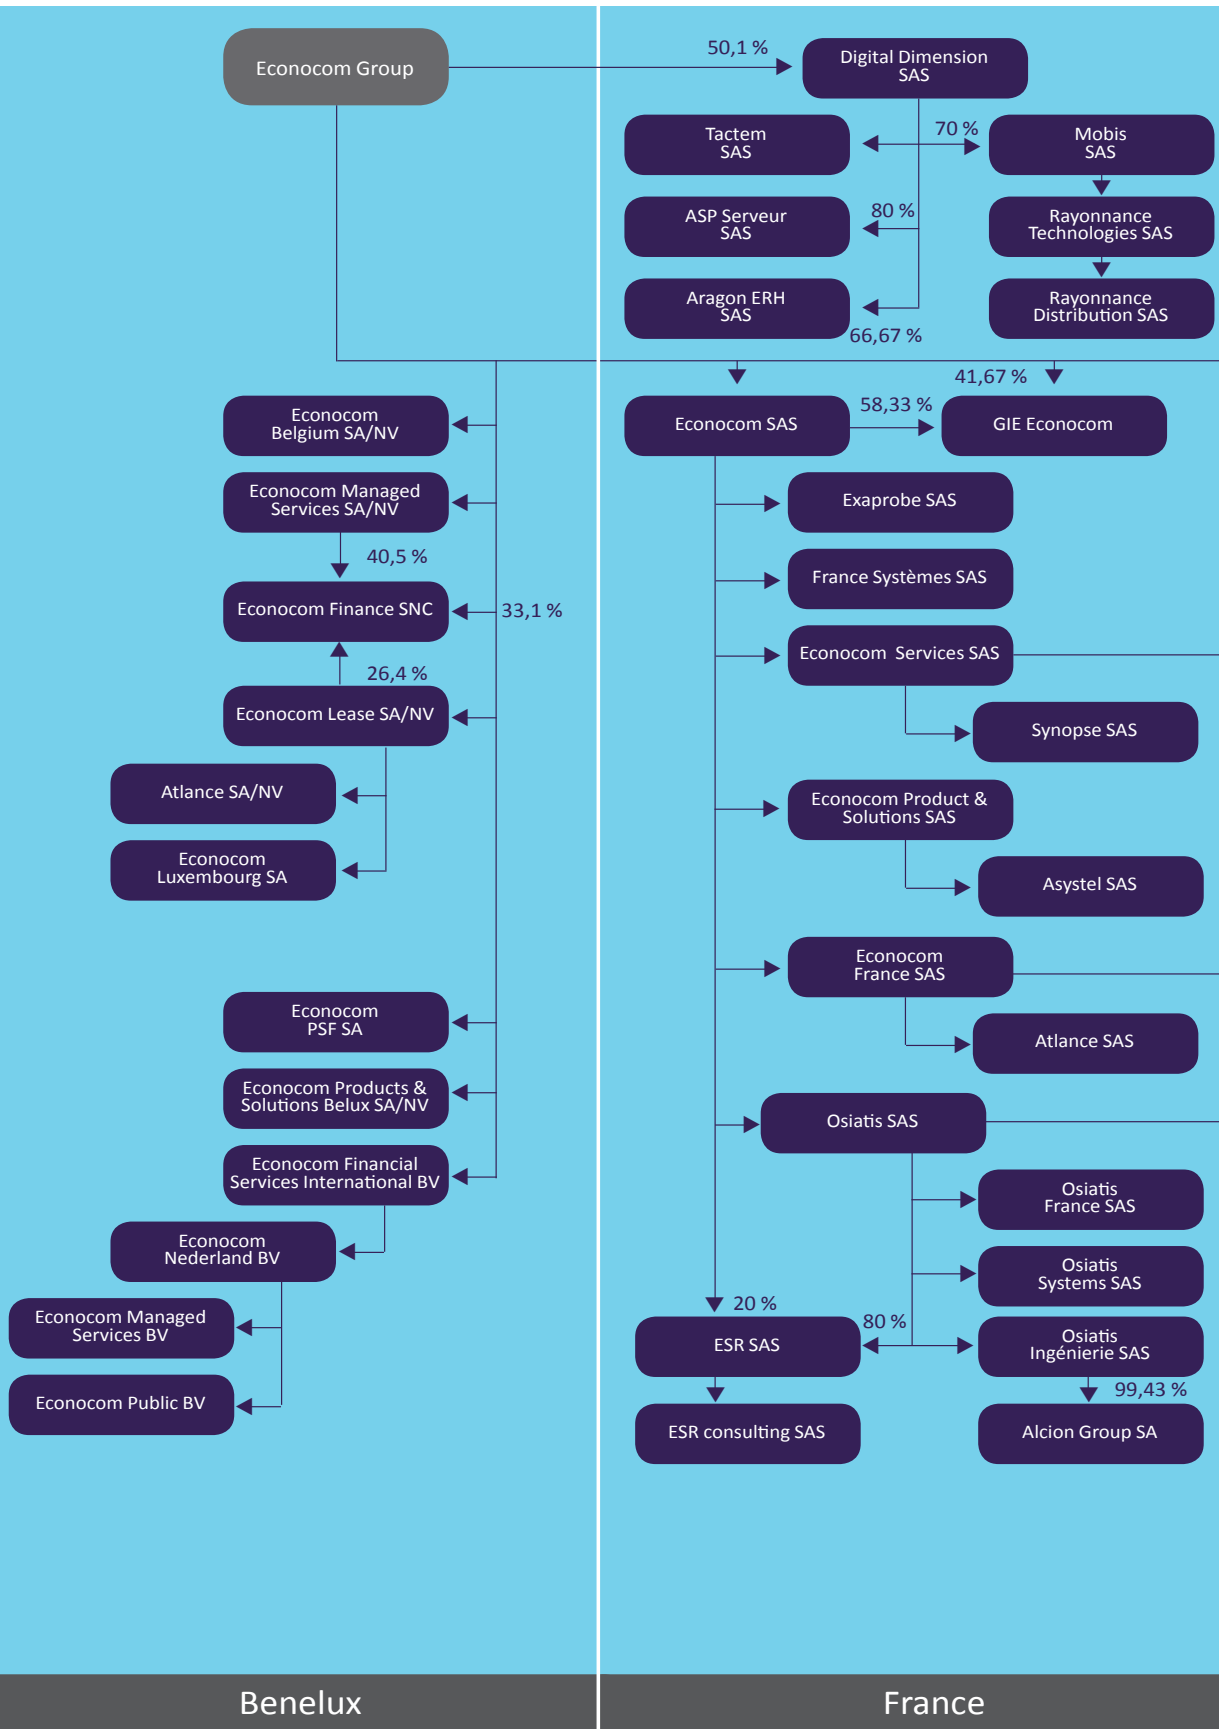 Econocom Group
50,1 %
Digital Dimension
SAS
Tactem
SAS
70 %
Mobis
SAS
ASP Serveur
SAS
80 %
Rayonnance
Technologies SAS
Aragon ERH
SAS
66,67 %
Rayonnance
Distribution SAS
Econocom
Belgium SA/NV
Econocom Managed
Services SA/NV
40,5 %
Econocom Finance SNC
33,1 %
26,4 %
Econocom Lease SA/NV
Atlance SA/NV
Econocom
Luxembourg SA
Econocom
PSF SA
Econocom Products &
Solutions Belux SA/NV
Econocom Financial
Services International BV
Econocom
Nederland BV
Econocom Managed
Services BV
Econocom Public BV
41,67 %
58,33 %
Econocom SAS
GIE Econocom
Exaprobe SAS
France Systèmes SAS
Econocom  Services SAS
Synopse SAS
Econocom Product &
Solutions SAS
Asystel SAS
Econocom
France SAS
Atlance SAS
Osiatis SAS
Osiatis
France SAS
Osiatis
Systems SAS
20 %
80 %
ESR SAS
Osiatis
Ingénierie SAS
99,43 %
ESR consulting SAS
Alcion Group SA
Benelux
France